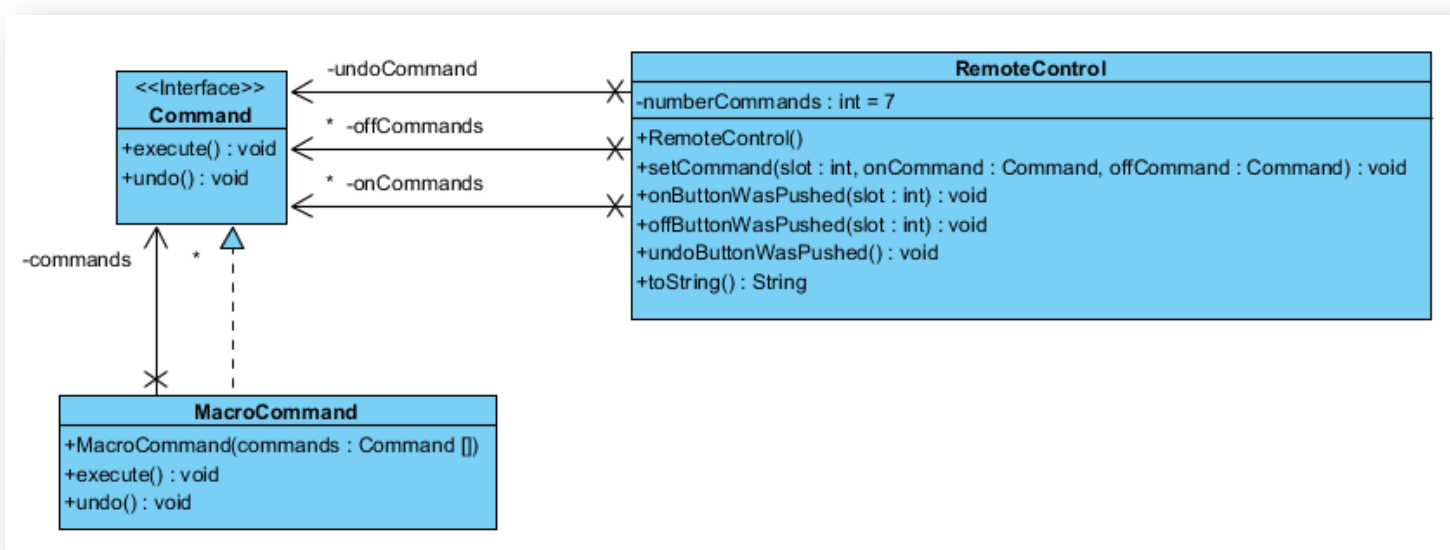 <<Interface>>
Command
+execute() : void
+undo() : void
-undoCommand
* -offCommands
* -onCommands
RemoteControl
-numberCommands : int = 7
+RemoteControl()
+setCommand(slot : int, onCommand : Command, offCommand : Command) : void
+onButtonWasPushed(slot : int) : void
+offButtonWasPushed(slot : int) : void
+undoButtonWasPushed() : void
+toString() : String
-commands *
MacroCommand
+MacroCommand(commands : Command [])
+execute() : void
+undo() : void